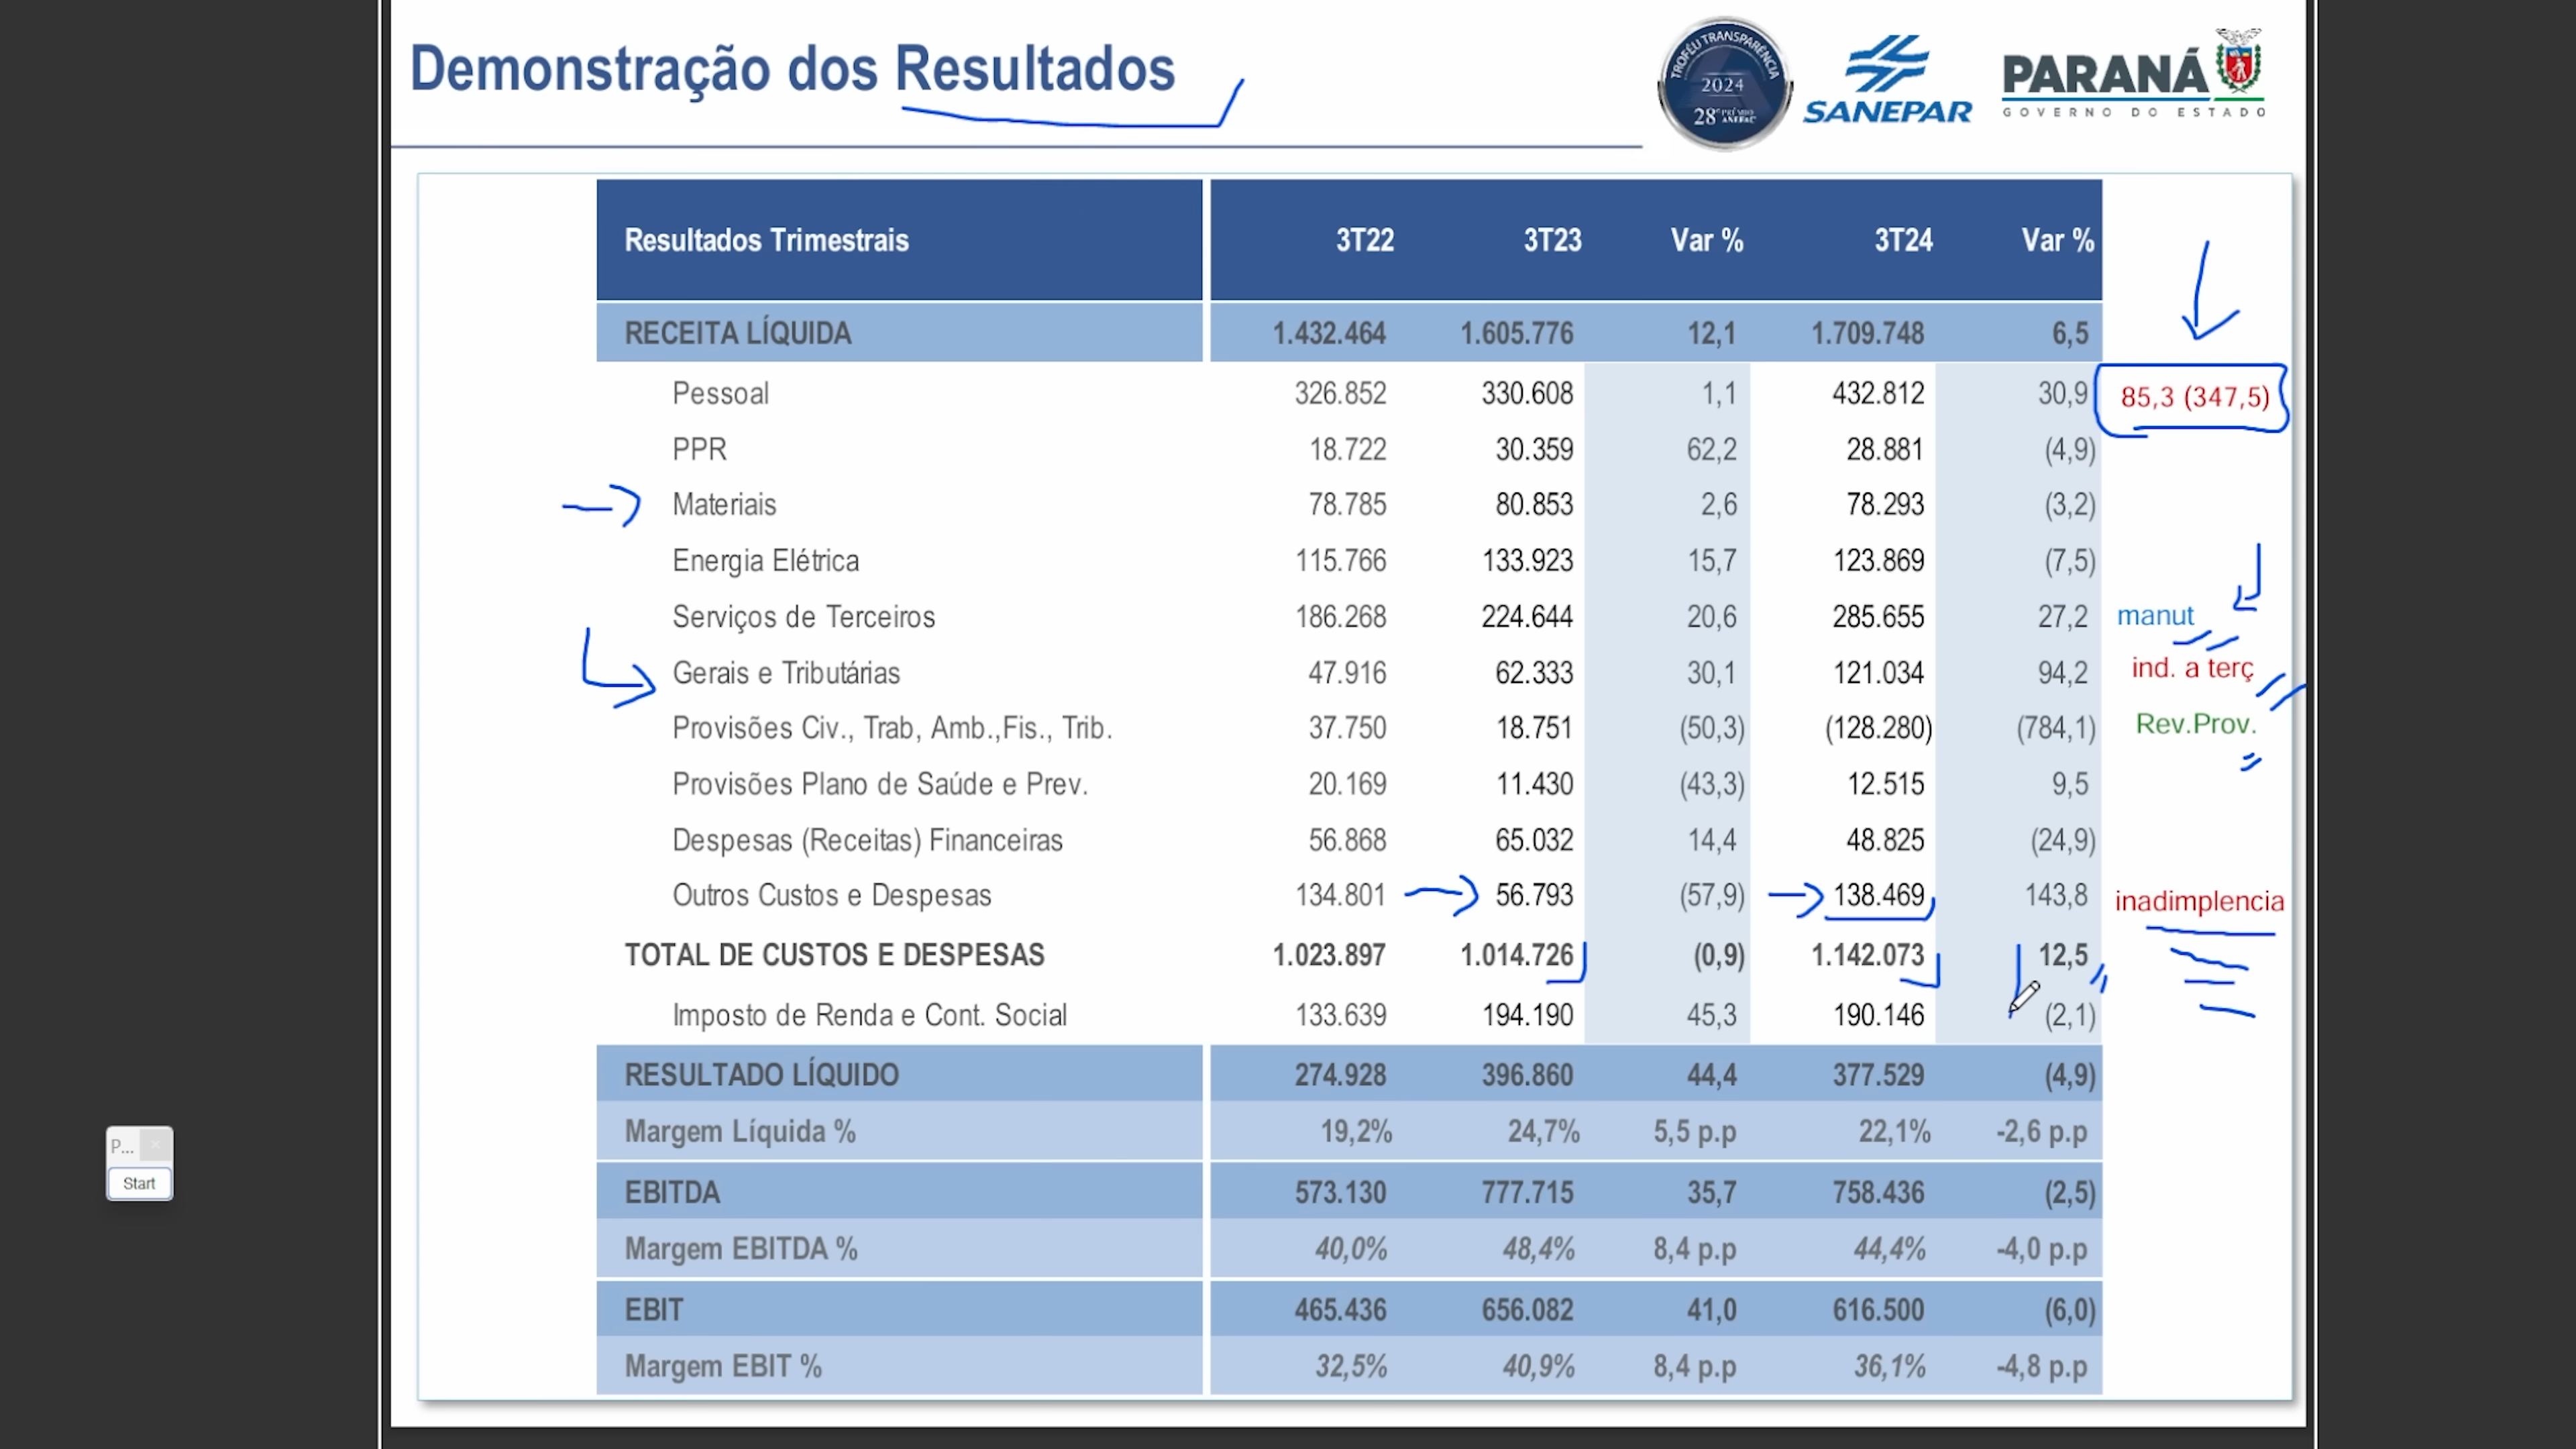 Demonstração dos Resultados
TROFÉU TRANSPARÊNCIA
2024
28º PRÊMIO
ANEFAC
SANEPAR
PARANÁ
GOVERNO DO ESTADO
Resultados Trimestrais 3T22 3T23 Var % 3T24 Var %
RECEITA LÍQUIDA 1.432.464 1.605.776 12,1 1.709.748 6,5
Pessoal 326.852 330.608 1,1 432.812 30,9 85,3 (347,5)
PPR 18.722 30.359 62,2 28.881 (4,9)
Materiais 78.785 80.853 2,6 78.293 (3,2)
Energia Elétrica 115.766 133.923 15,7 123.869 (7,5)
Serviços de Terceiros 186.268 224.644 20,6 285.655 27,2 manut
Gerais e Tributárias 47.916 62.333 30,1 121.034 94,2 ind. a terç
Provisões Civ., Trab, Amb.,Fis., Trib. 37.750 18.751 (50,3) (128.280) (784,1) Rev.Prov.
Provisões Plano de Saúde e Prev. 20.169 11.430 (43,3) 12.515 9,5
Despesas (Receitas) Financeiras 56.868 65.032 14,4 48.825 (24,9)
Outros Custos e Despesas 134.801 56.793 (57,9) 138.469 143,8 inadimplencia
TOTAL DE CUSTOS E DESPESAS 1.023.897 1.014.726 (0,9) 1.142.073 12,5
Imposto de Renda e Cont. Social 133.639 194.190 45,3 190.146 (2,1)
RESULTADO LÍQUIDO 274.928 396.860 44,4 377.529 (4,9)
Margem Líquida % 19,2% 24,7% 5,5 p.p 22,1% -2,6 p.p
EBITDA 573.130 777.715 35,7 758.436 (2,5)
Margem EBITDA % 40,0% 48,4% 8,4 p.p 44,4% -4,0 p.p
EBIT 465.436 656.082 41,0 616.500 (6,0)
Margem EBIT % 32,5% 40,9% 8,4 p.p 36,1% -4,8 p.p
P...
Start